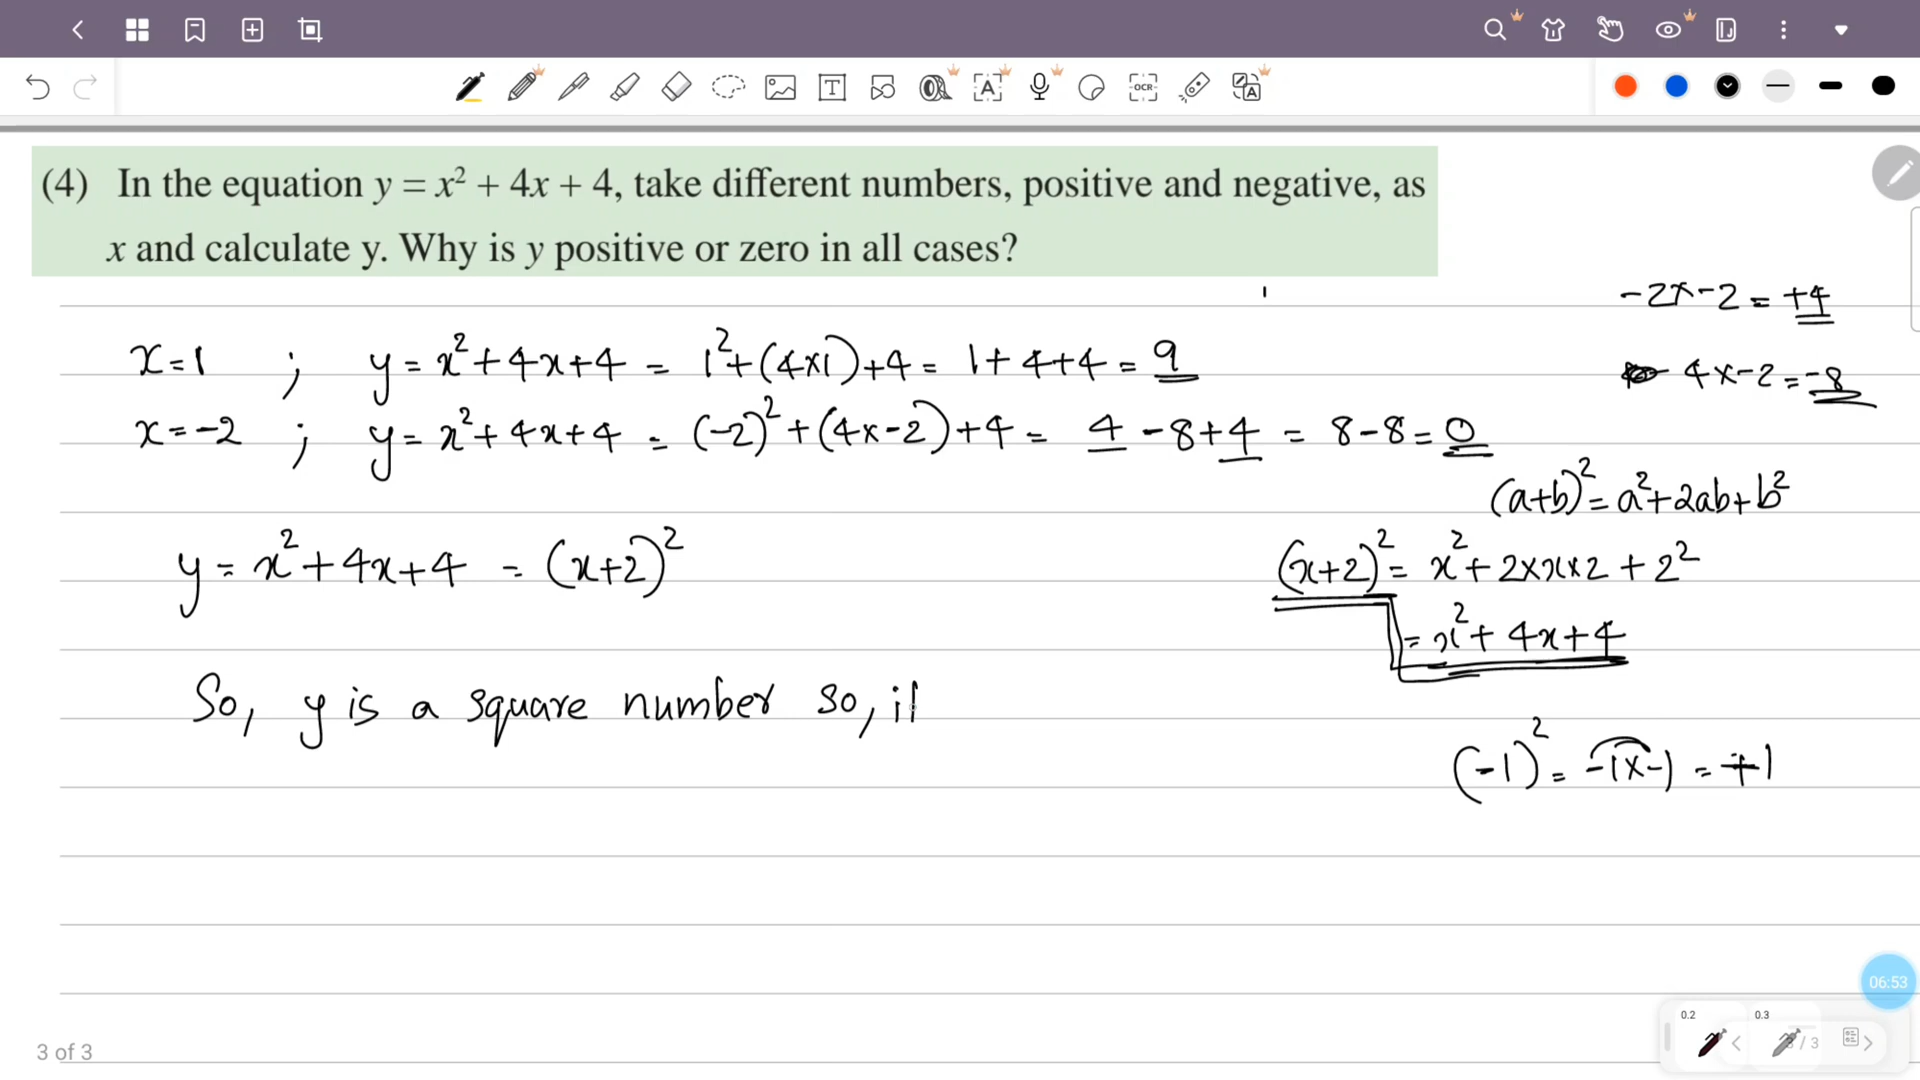 (4) In the equation y = x² + 4x + 4, take different numbers, positive and negative, as
x and calculate y. Why is y positive or zero in all cases?
-2x-2 = +4
x=1 ; y = x²+4x+4 = 1²+(4x1)+4 = 1+4+4 = 9
4x-2 = -8
x=-2 ; y = x²+4x+4 = (-2)²+(4x-2)+4 = 4-8+4 = 8-8 = 0
(a+b)² = a²+2ab+b²
y = x²+4x+4 = (x+2)²
(x+2)² = x²+2×x×2+2²
= x²+4x+4
So, y is a square number so,
(-1)² = -1x-1 = +1
06:53
0.2 0.3
/ 3
3 of 3